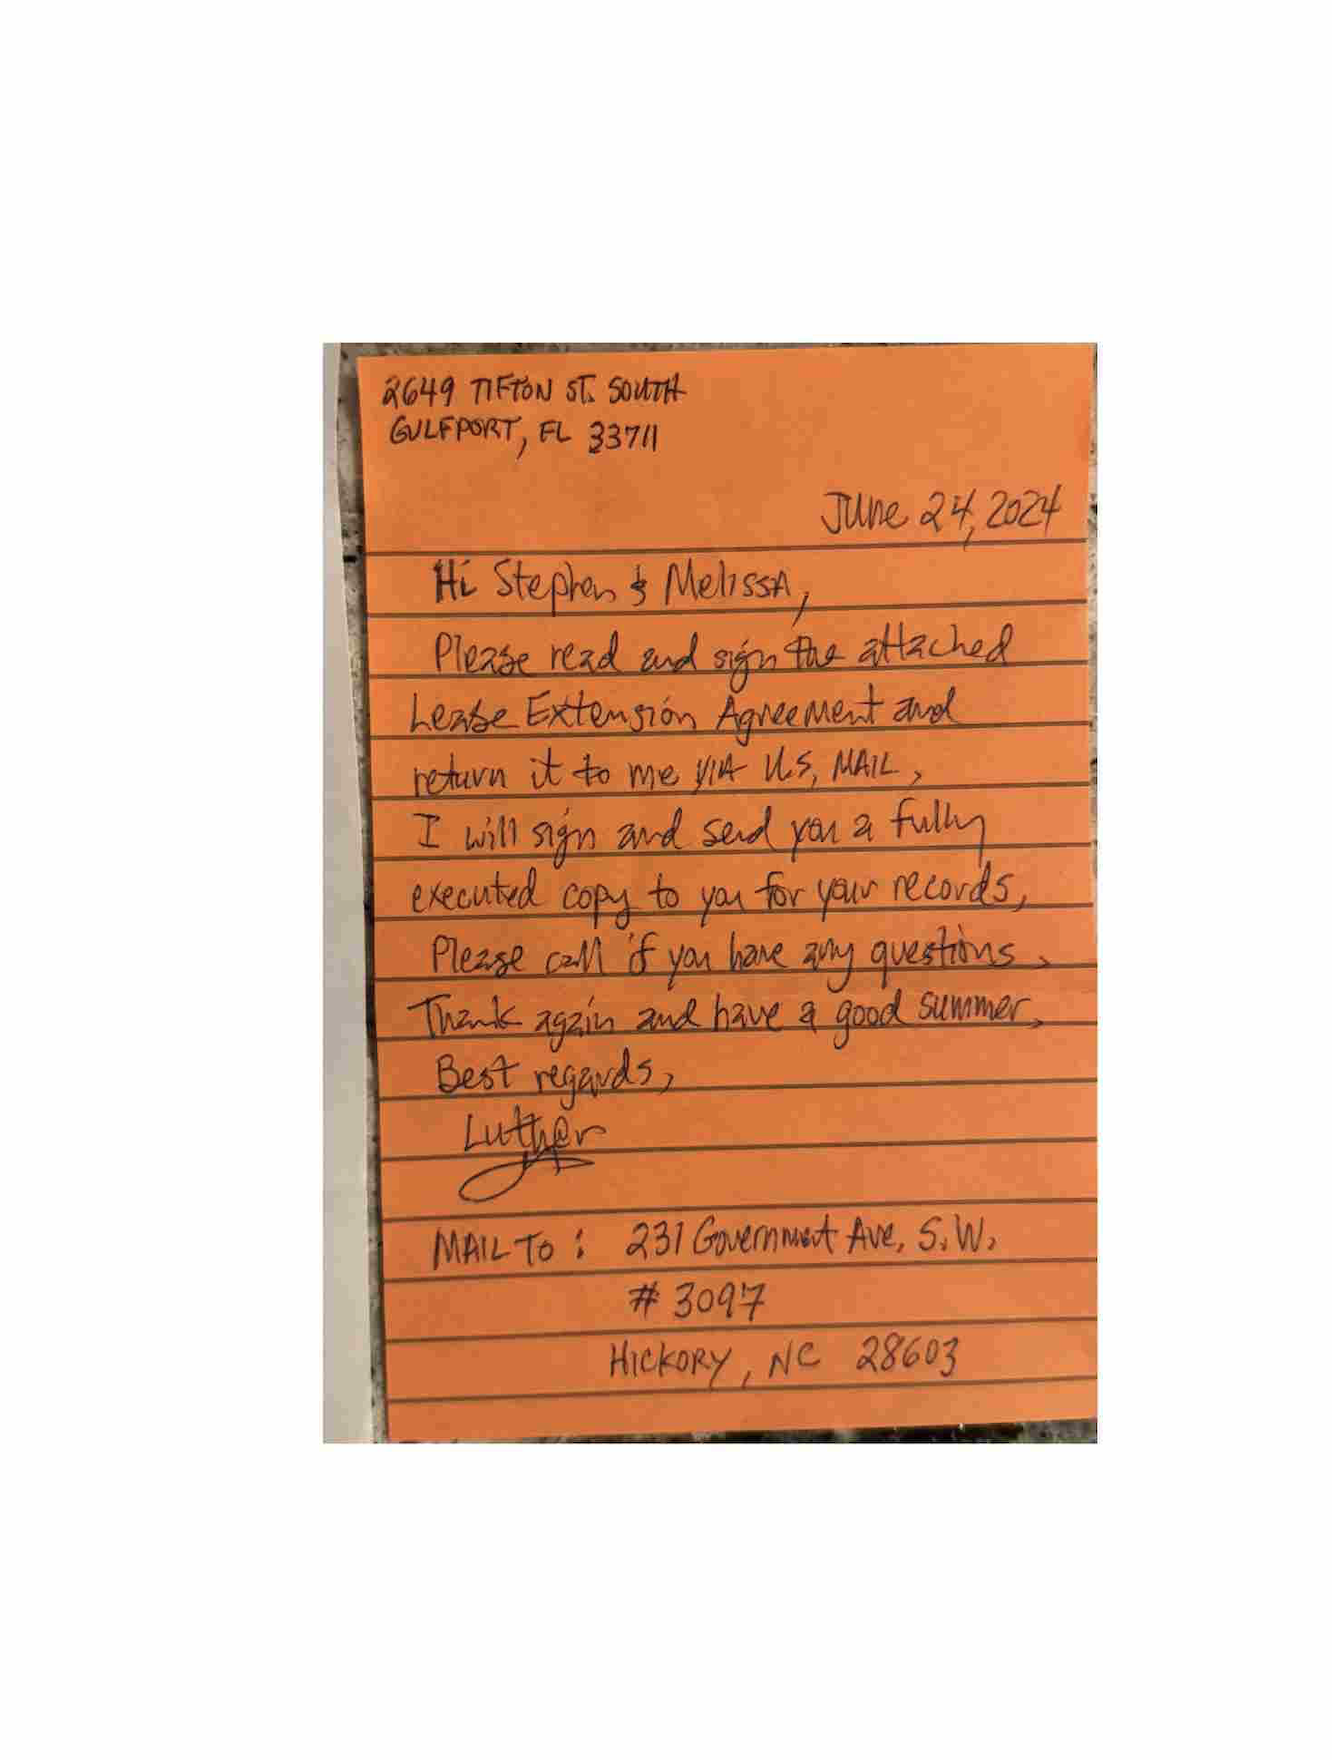 2649 TIFTON ST. SOUTH
GULFPORT, FL 33711
June 24, 2024
Hi Stephen & Melissa,
Please read and sign the attached
Lease Extension Agreement and
return it to me VIA U.S. MAIL.
I will sign and send you a fully
executed copy to you for your records.
Please call if you have any questions.
Thank again and have a good summer.
Best regards,
Luther
MAIL TO: 231 Government Ave. S.W.
# 3097
HICKORY, NC 28603